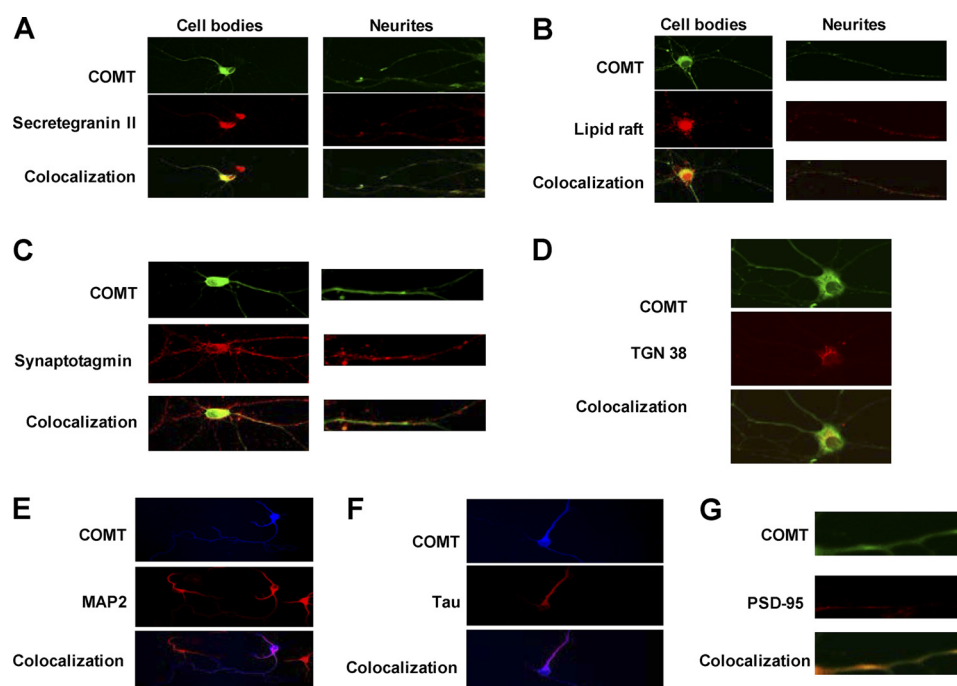 A
Cell bodies Neurites
COMT
Secretegranin II
Colocalization
B
Cell bodies Neurites
COMT
Lipid raft
Colocalization
C
COMT
Synaptotagmin
Colocalization
D
COMT
TGN 38
Colocalization
E
COMT
MAP2
Colocalization
F
COMT
Tau
Colocalization
G
COMT
PSD-95
Colocalization